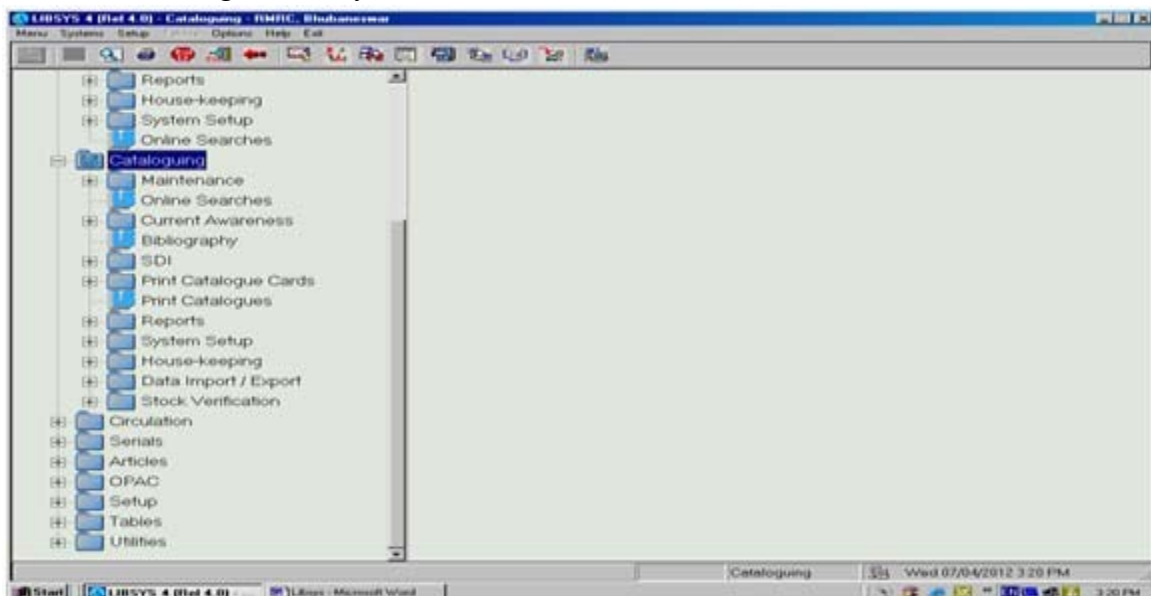 LIBSYS 4 (Rel 4.0) - Cataloguing - RMRC, Bhubaneswar
Menu Systems Setup Options Help Exit
Reports
House-keeping
System Setup
Online Searches
Cataloguing
Maintenance
Online Searches
Current Awareness
Bibliography
SDI
Print Catalogue Cards
Print Catalogues
Reports
System Setup
House-keeping
Data Import / Export
Stock Verification
Circulation
Serials
Articles
OPAC
Setup
Tables
Utilities
Cataloguing Wed 07/04/2012 3:20 PM
Start LIBSYS 4 (Rel 4.0) - Microsoft Word 3:20 PM